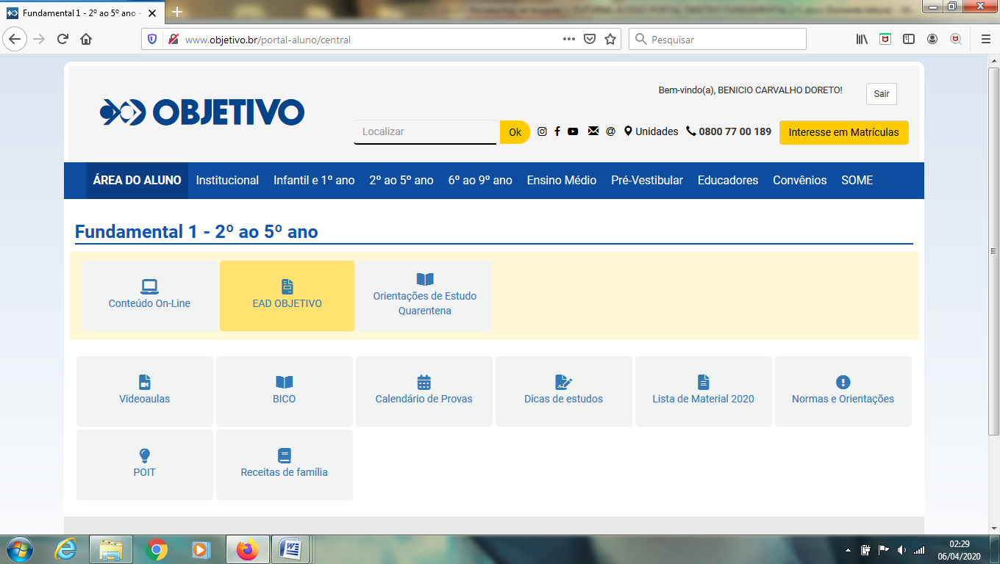 Fundamental 1 - 2º ao 5º ano -
www.objetivo.br/portal-aluno/central
Pesquisar
Bem-vindo(a), BENICIO CARVALHO DORETO!
Sair
OBJETIVO
Localizar
Ok
@
Unidades
0800 77 00 189
Interesse em Matrículas
ÁREA DO ALUNO Institucional Infantil e 1º ano 2º ao 5º ano 6º ao 9º ano Ensino Médio Pré-Vestibular Educadores Convênios SOME
Fundamental 1 - 2º ao 5º ano
Conteúdo On-Line
EAD OBJETIVO
Orientações de Estudo
Quarentena
Videoaulas
BICO
Calendário de Provas
Dicas de estudos
Lista de Material 2020
Normas e Orientações
POIT
Receitas de família
02:29
06/04/2020